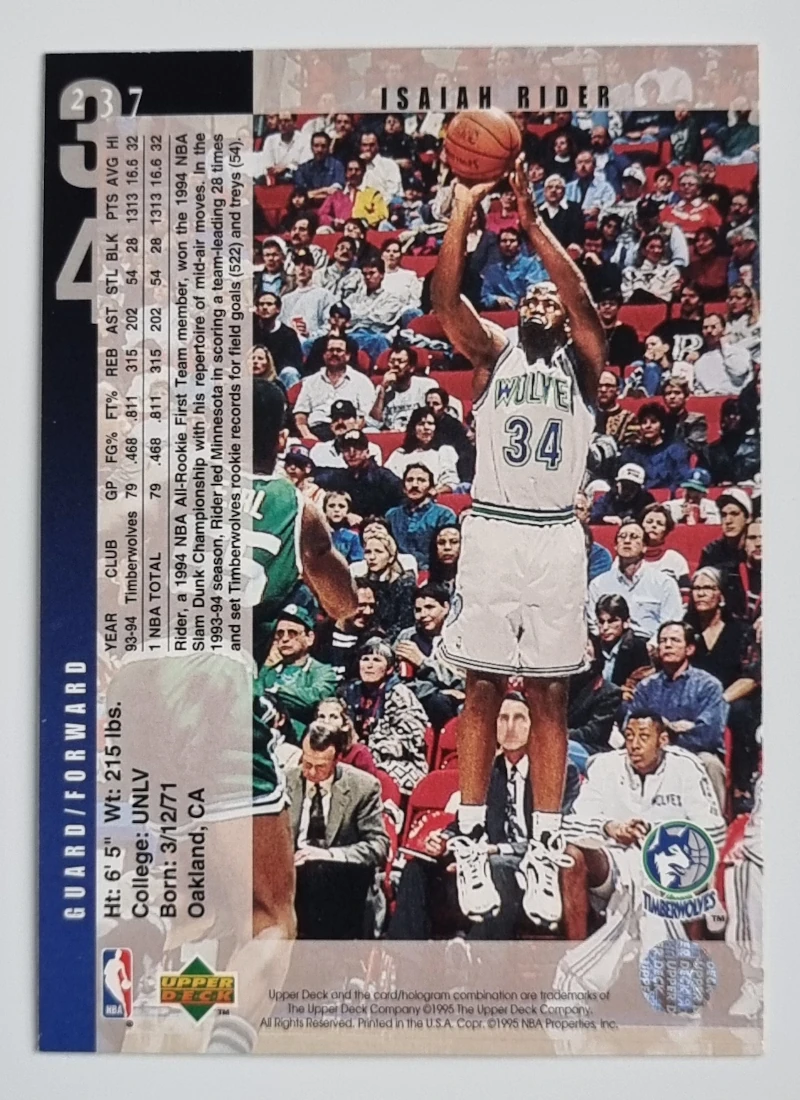 237
34
ISAIAH RIDER
GUARD/FORWARD
Ht: 6' 5" Wt: 215 lbs.
College: UNLV
Born: 3/12/71
Oakland, CA
YEAR CLUB GP FG% FT% REB AST STL BLK PTS AVG HI
93-94 Timberwolves 79 .468 .811 315 202 54 28 1313 16.6 32
1 NBA TOTAL 79 .468 .811 315 202 54 28 1313 16.6 32
Rider, a 1994 NBA All-Rookie First Team member, won the 1994 NBA
Slam Dunk Championship with his repertoire of mid-air moves. In the
1993-94 season, Rider led Minnesota in scoring a team-leading 28 times
and set Timberwolves rookie records for field goals (522) and treys (54).
WOLVE
34
WOLVES
TIMBERWOLVES
TM
NBA
®
UPPER
DECK
TM
Upper Deck and the card/hologram combination are trademarks of
The Upper Deck Company ©1995 The Upper Deck Company.
All Rights Reserved. Printed in the U.S.A. Copr. ©1995 NBA Properties, Inc.